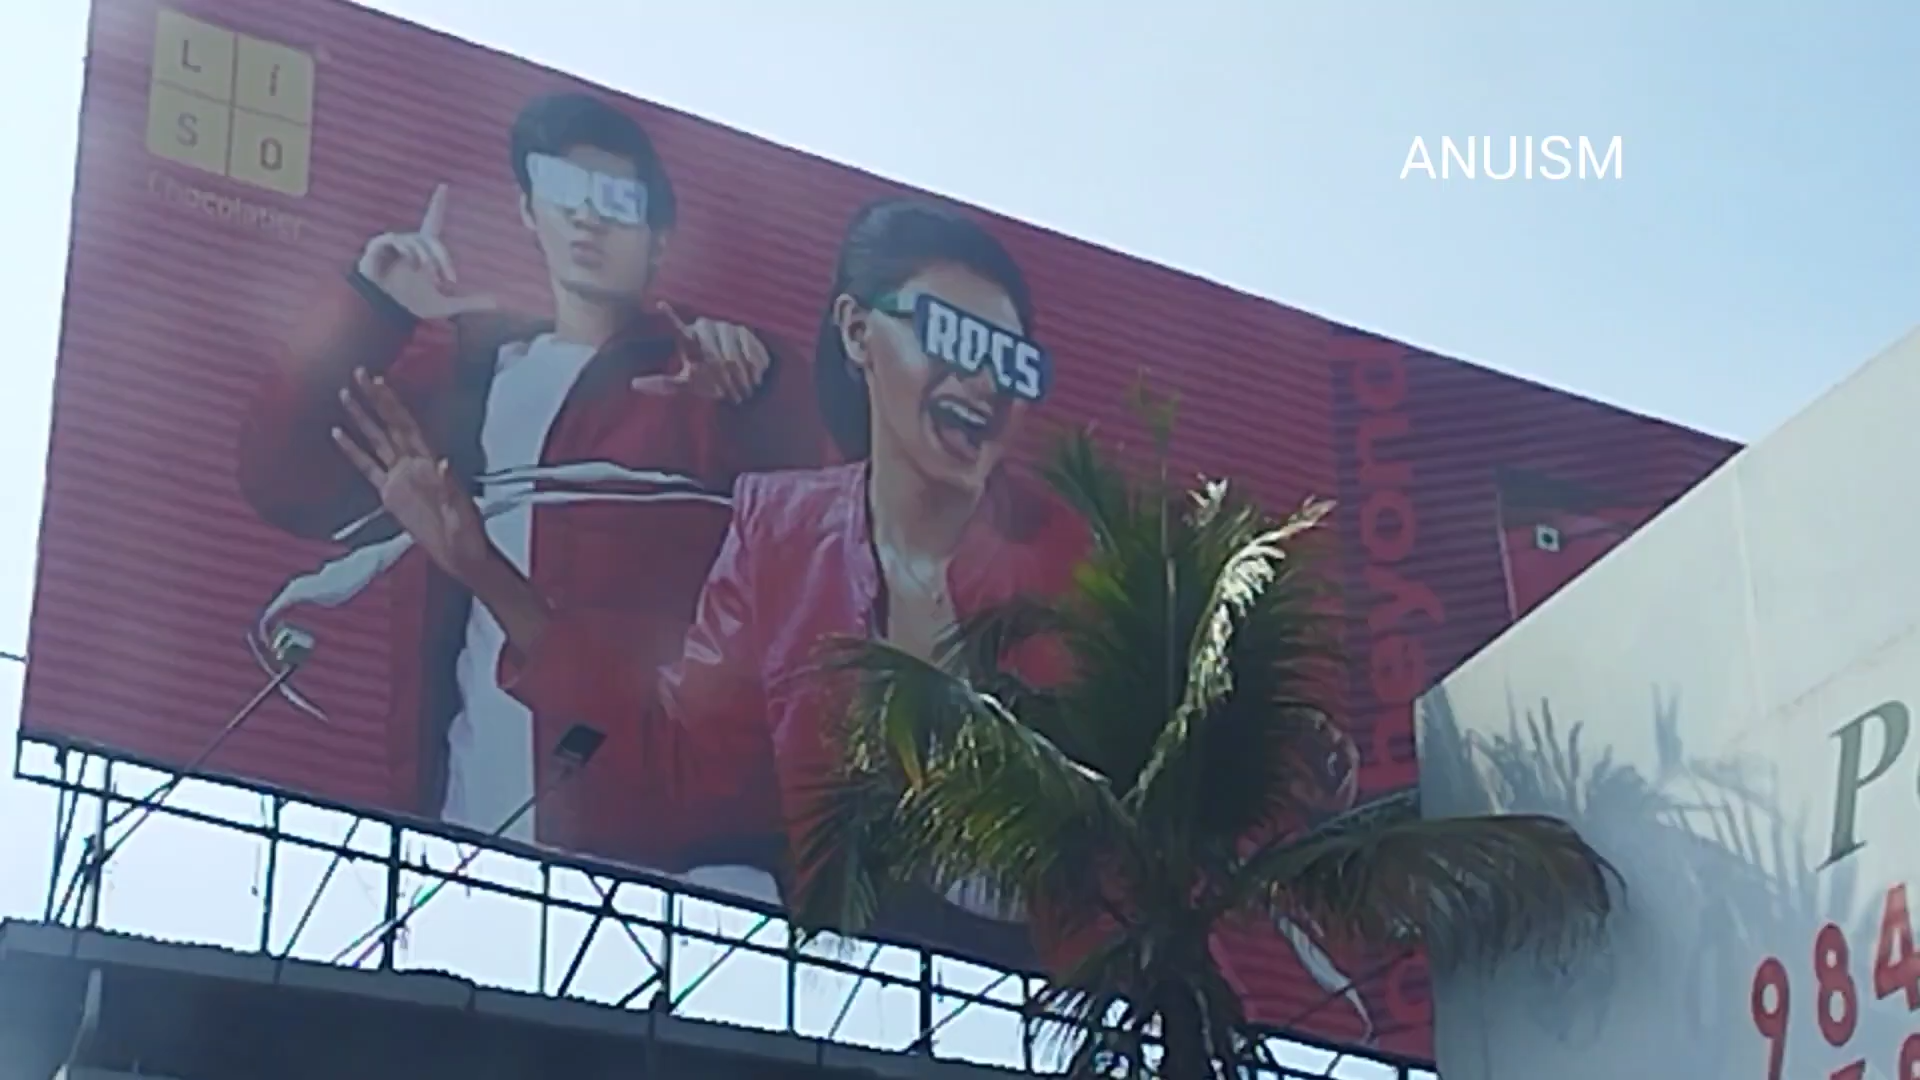 L i
S O
Chocolatier
ANUISM
ROCS
ROCS
beyond
P
984